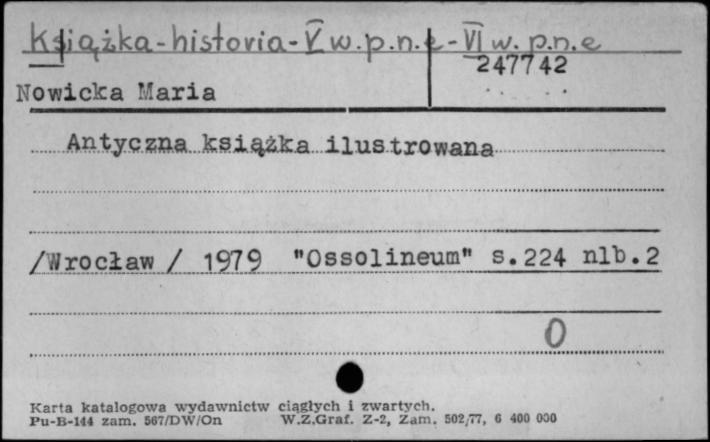 Książka - historia - V w. p.n.e - VI w. p.n.e
247742
Nowicka Maria
Antyczna książka ilustrowana
/Wrocław / 1979 "Ossolineum" s.224 nlb.2
0
Karta katalogowa wydawnictw ciągłych i zwartych.
Pu-B-144 zam. 567/DW/On W.Z.Graf. Z-2, Zam. 502/77, 6 400 000